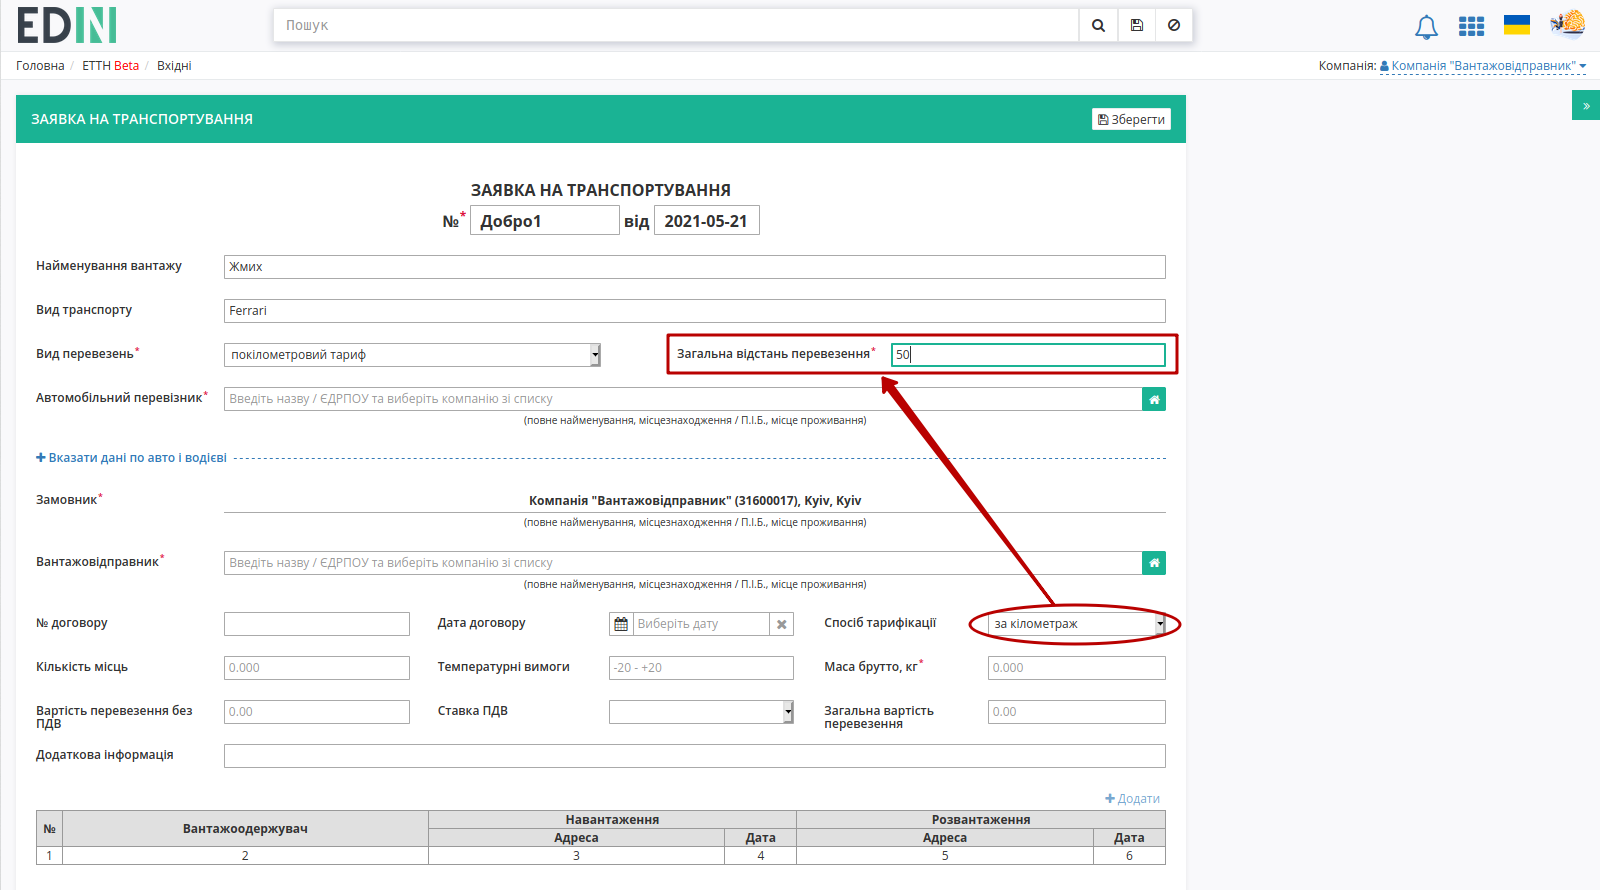 EDIN
Пошук
Головна / ЕТТН Beta / Вхідні
Компанія: Компанія "Вантажовідправник"
»
ЗАЯВКА НА ТРАНСПОРТУВАННЯ
Зберегти
ЗАЯВКА НА ТРАНСПОРТУВАННЯ
№* Добро1 від 2021-05-21
Найменування вантажу Жмих
Вид транспорту Ferrari
Вид перевезень* покілометровий тариф Загальна відстань перевезення* 50
Автомобільний перевізник* Введіть назву / ЄДРПОУ та виберіть компанію зі списку
(повне найменування, місцезнаходження / П.І.Б., місце проживання)
Вказати дані по авто і водієві
Замовник* Компанія "Вантажовідправник" (31600017), Kyiv, Kyiv
(повне найменування, місцезнаходження / П.І.Б., місце проживання)
Вантажовідправник* Введіть назву / ЄДРПОУ та виберіть компанію зі списку
(повне найменування, місцезнаходження / П.І.Б., місце проживання)
№ договору Дата договору Виберіть дату Спосіб тарифікації за кілометраж
Кількість місць 0.000 Температурні вимоги -20 - +20 Маса брутто, кг* 0.000
Вартість перевезення без ПДВ 0.00 Ставка ПДВ Загальна вартість перевезення 0.00
Додаткова інформація
Додати
№ Вантажоодержувач Навантаження Розвантаження
Адреса Дата Адреса Дата
1 2 3 4 5 6